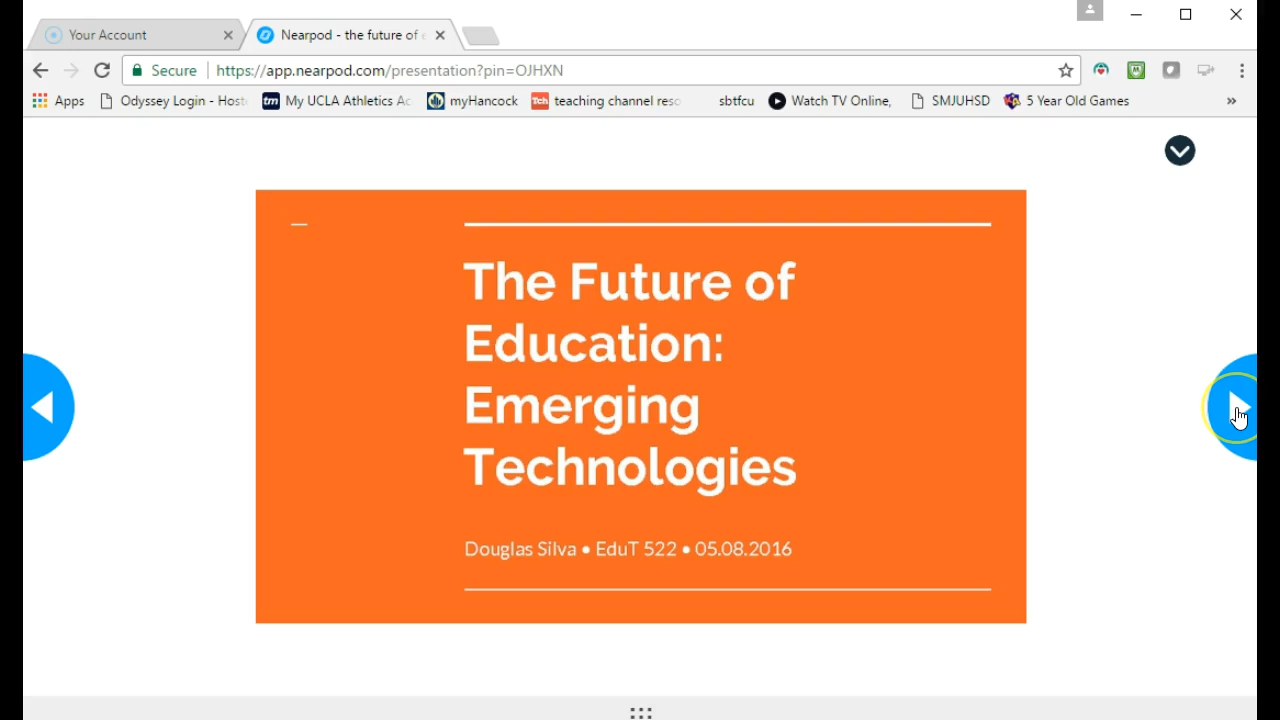 Your Account
Nearpod - the future of e
Secure
https://app.nearpod.com/presentation?pin=OJHXN
Apps
Odyssey Login - Host
tm My UCLA Athletics Ac
myHancock
Tch teaching channel reso
sbtfcu
Watch TV Online,
SMJUHSD
5 Year Old Games
»
The Future of
Education:
Emerging
Technologies
Douglas Silva • EduT 522 • 05.08.2016